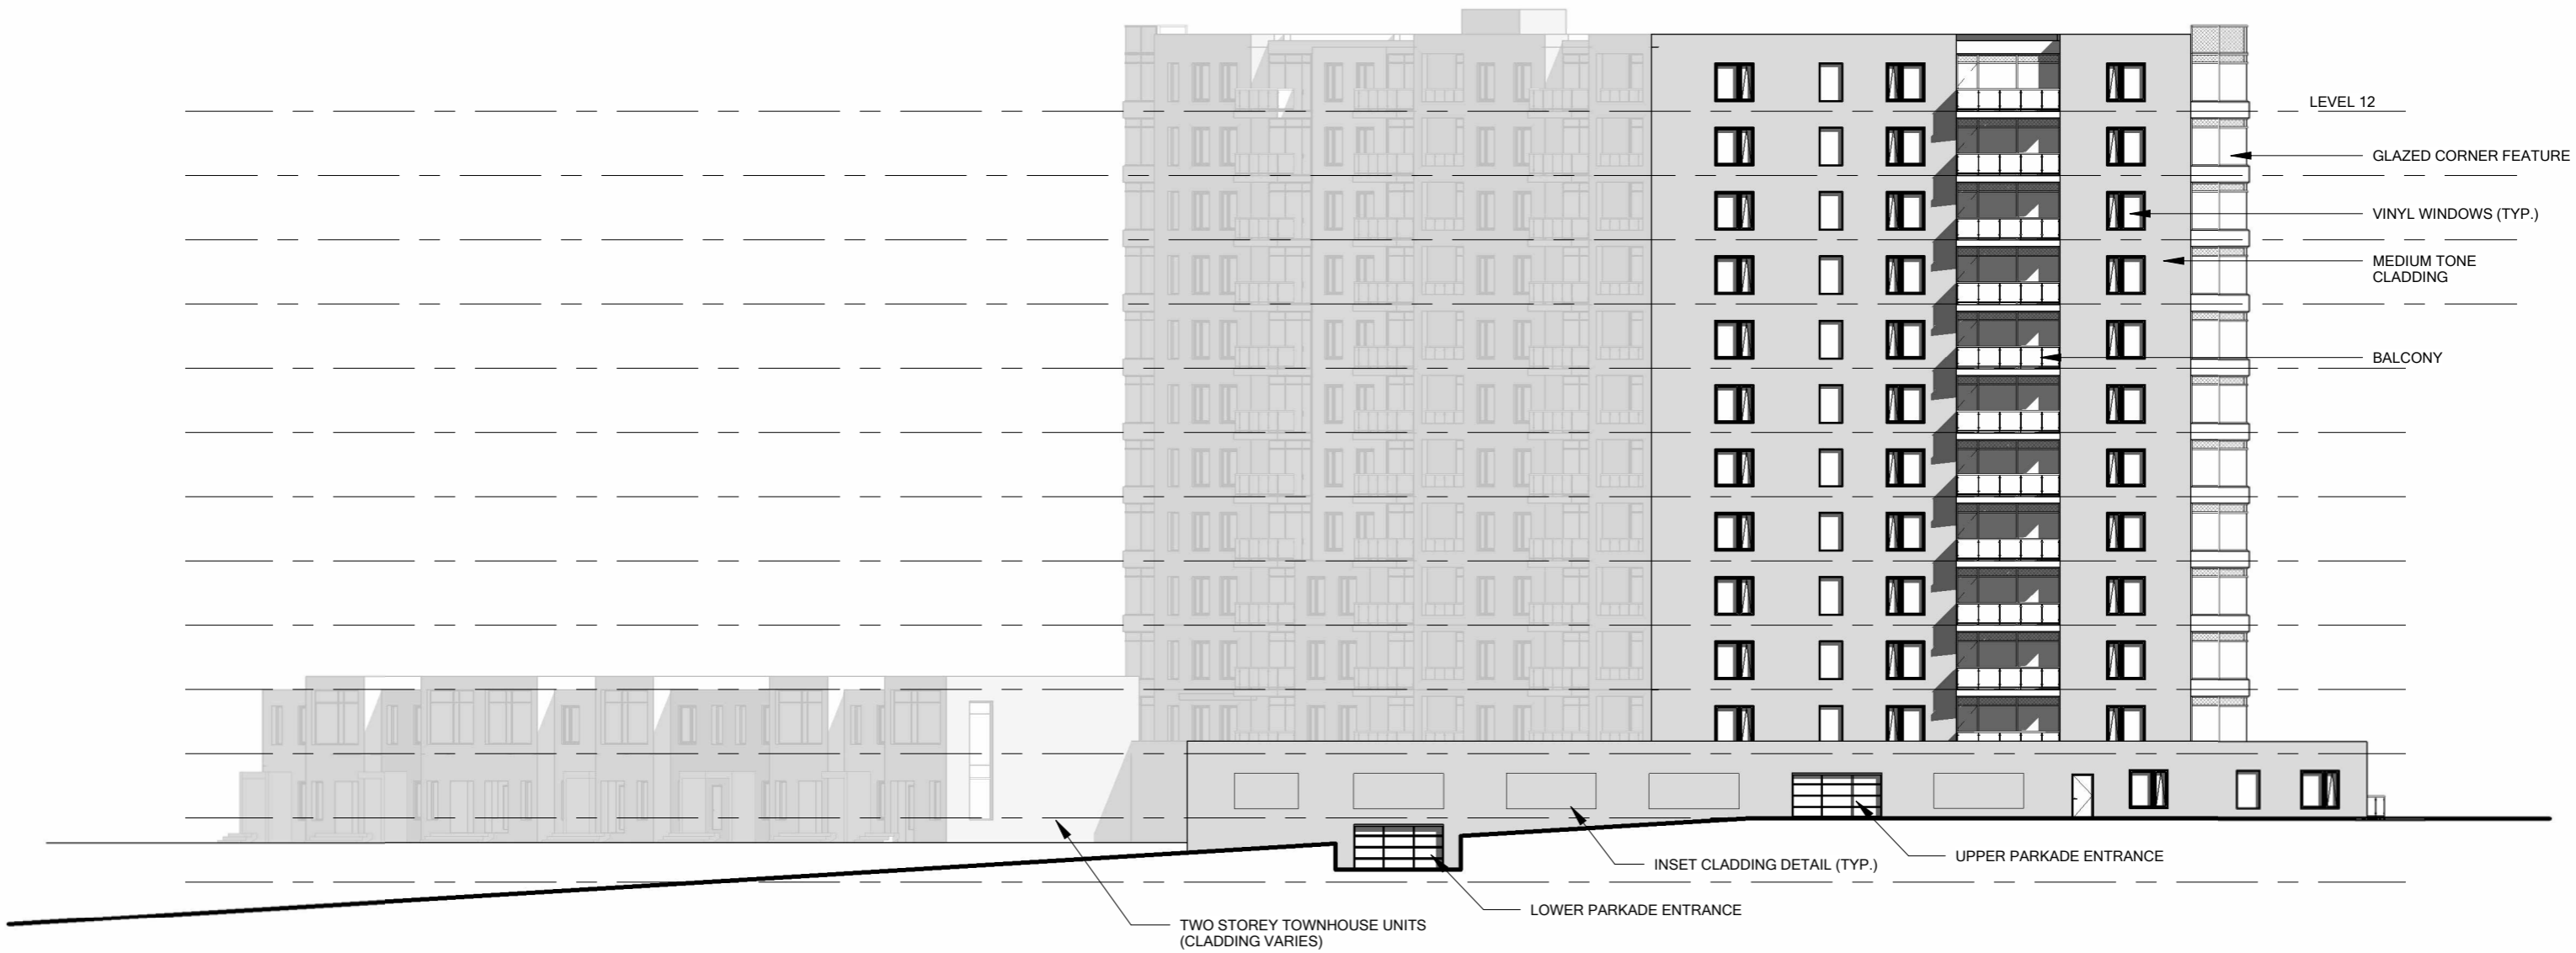 LEVEL 12
GLAZED CORNER FEATURE
VINYL WINDOWS (TYP.)
MEDIUM TONE
CLADDING
BALCONY
UPPER PARKADE ENTRANCE
INSET CLADDING DETAIL (TYP.)
LOWER PARKADE ENTRANCE
TWO STOREY TOWNHOUSE UNITS
(CLADDING VARIES)